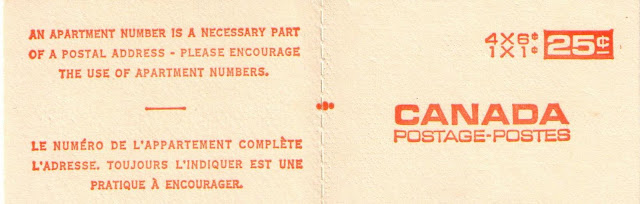 AN APARTMENT NUMBER IS A NECESSARY PART
OF A POSTAL ADDRESS - PLEASE ENCOURAGE
THE USE OF APARTMENT NUMBERS.
LE NUMÉRO DE L'APPARTEMENT COMPLÈTE
L'ADRESSE. TOUJOURS L'INDIQUER EST UNE
PRATIQUE À ENCOURAGER.
4X6¢
1X1¢
25¢
CANADA
POSTAGE-POSTES